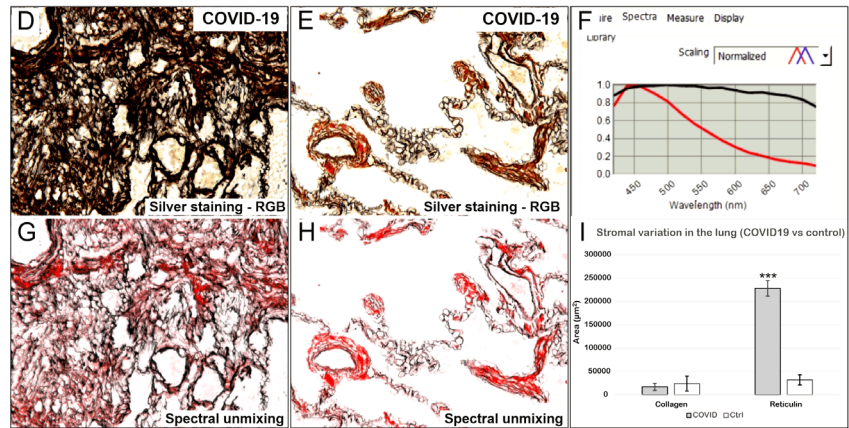 D
COVID-19
Silver staining - RGB
E
COVID-19
Silver staining - RGB
F
ire Spectra Measure Display
Library
Scaling Normalized
1.0
0.8
0.6
0.4
0.2
0.0
450 500 550 600 650 700
Wavelength (nm)
G
Spectral unmixing
H
Spectral unmixing
I
Stromal variation in the lung (COVID19 vs control)
Area (µm²)
300000
250000
200000
150000
100000
50000
0
***
Collagen Reticulin
COVID Ctrl